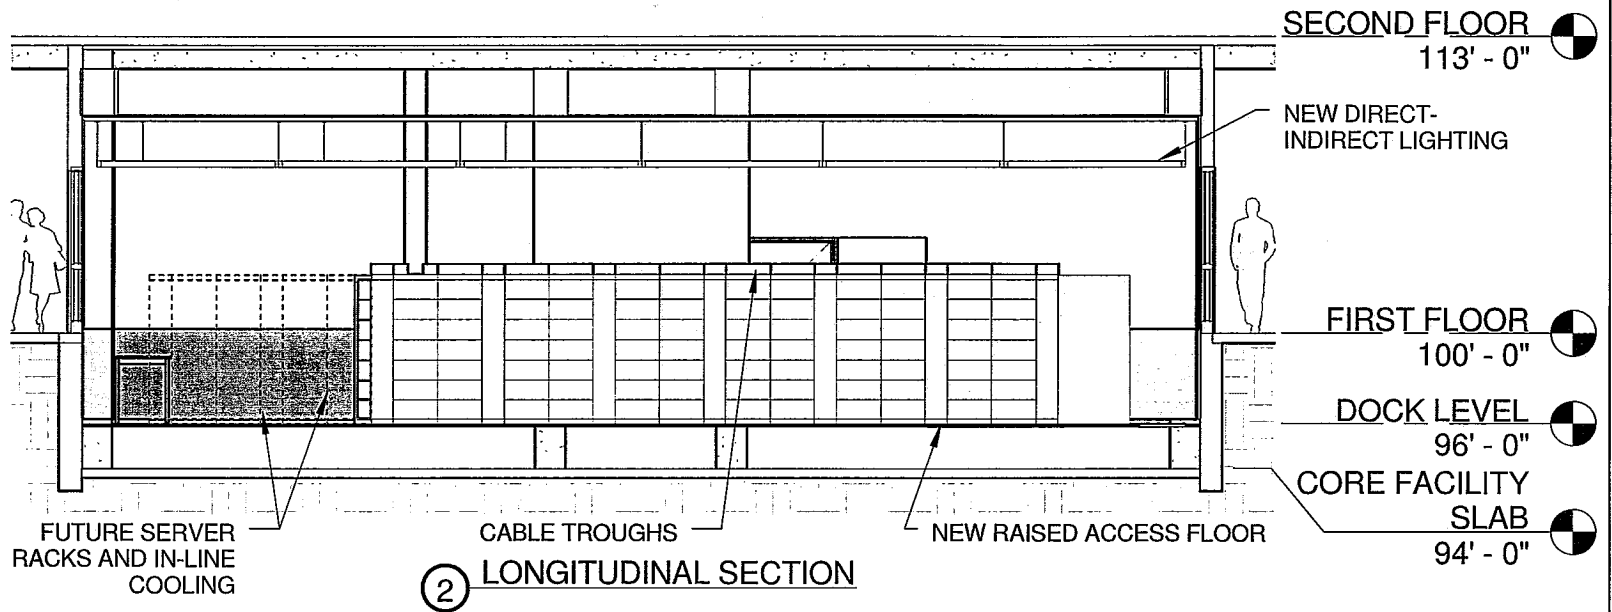 SECOND FLOOR
113' - 0"
NEW DIRECT-
INDIRECT LIGHTING
FIRST FLOOR
100' - 0"
DOCK LEVEL
96' - 0"
CORE FACILITY
SLAB
94' - 0"
FUTURE SERVER
RACKS AND IN-LINE
COOLING
CABLE TROUGHS
NEW RAISED ACCESS FLOOR
2 LONGITUDINAL SECTION